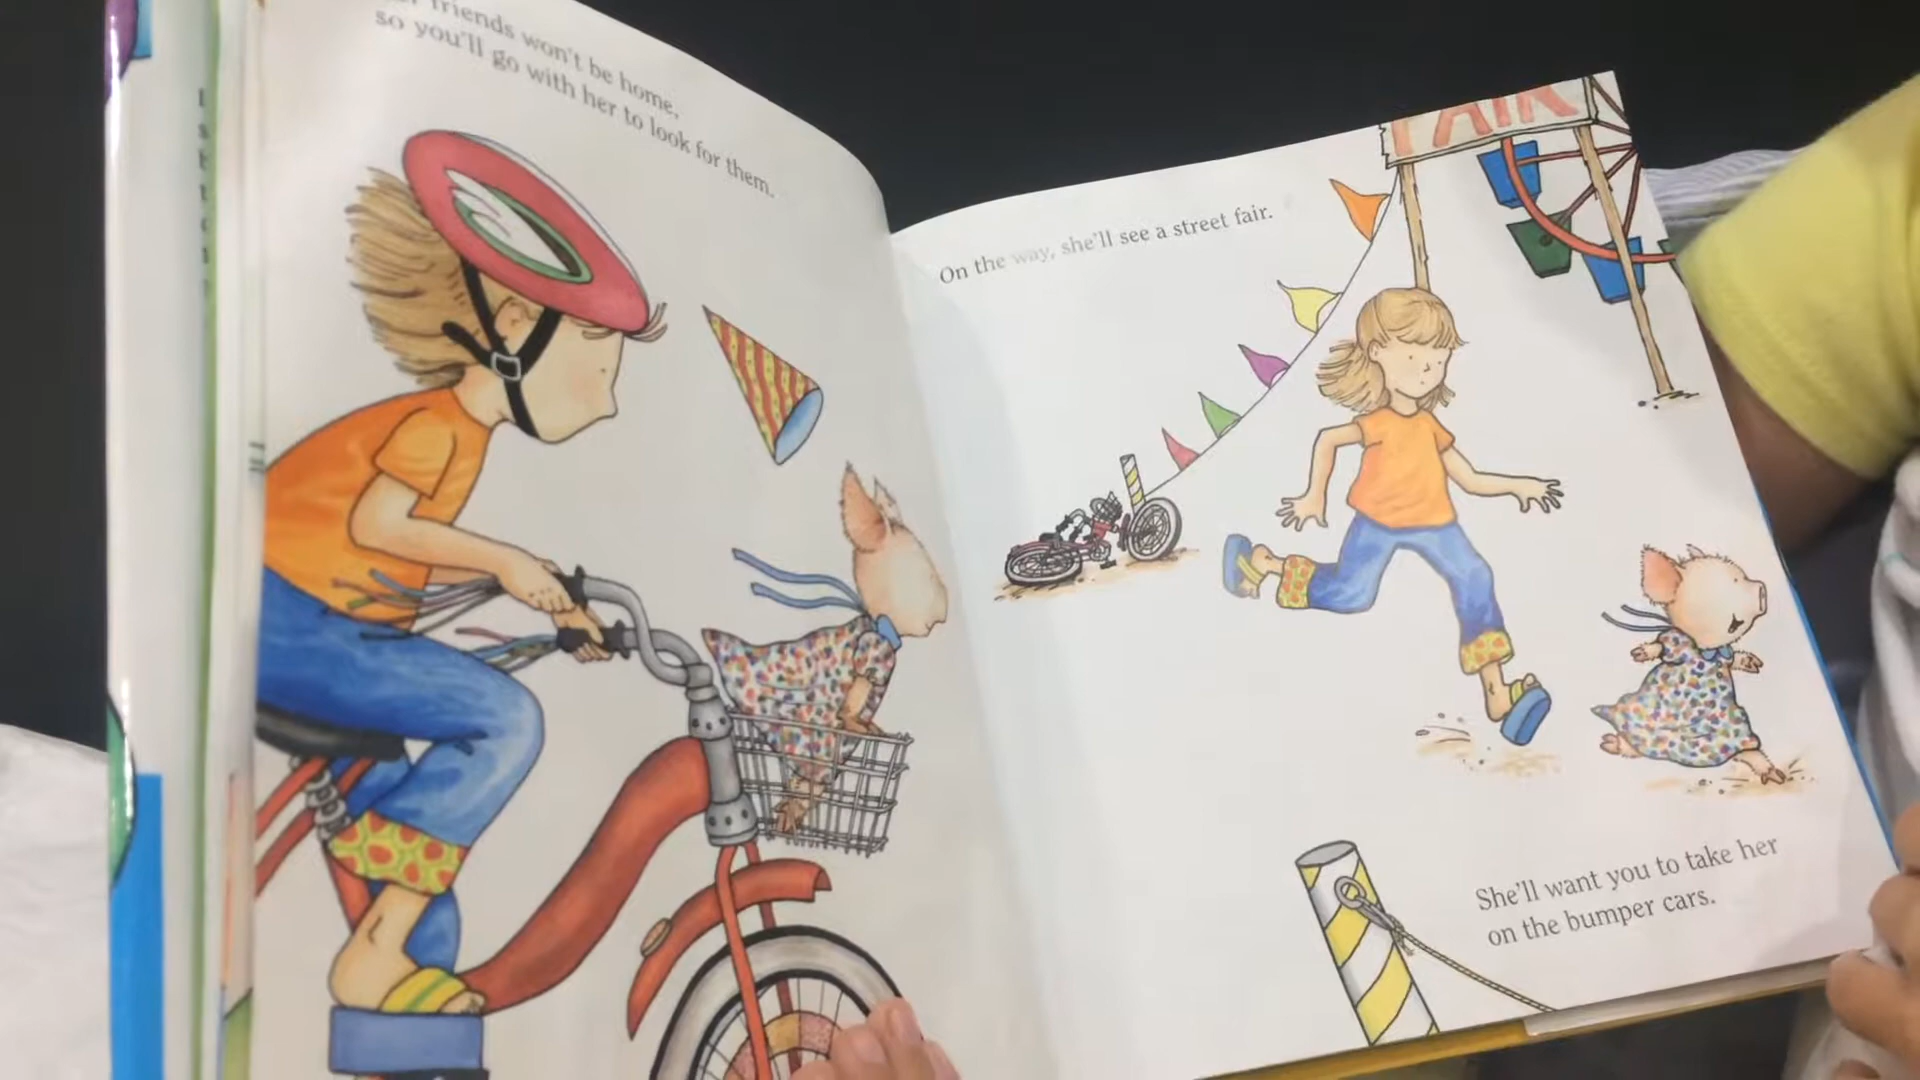 friends won't be home,
so you'll go with her to look for them.
On the way, she'll see a street fair.
FAIR
She'll want you to take her
on the bumper cars.